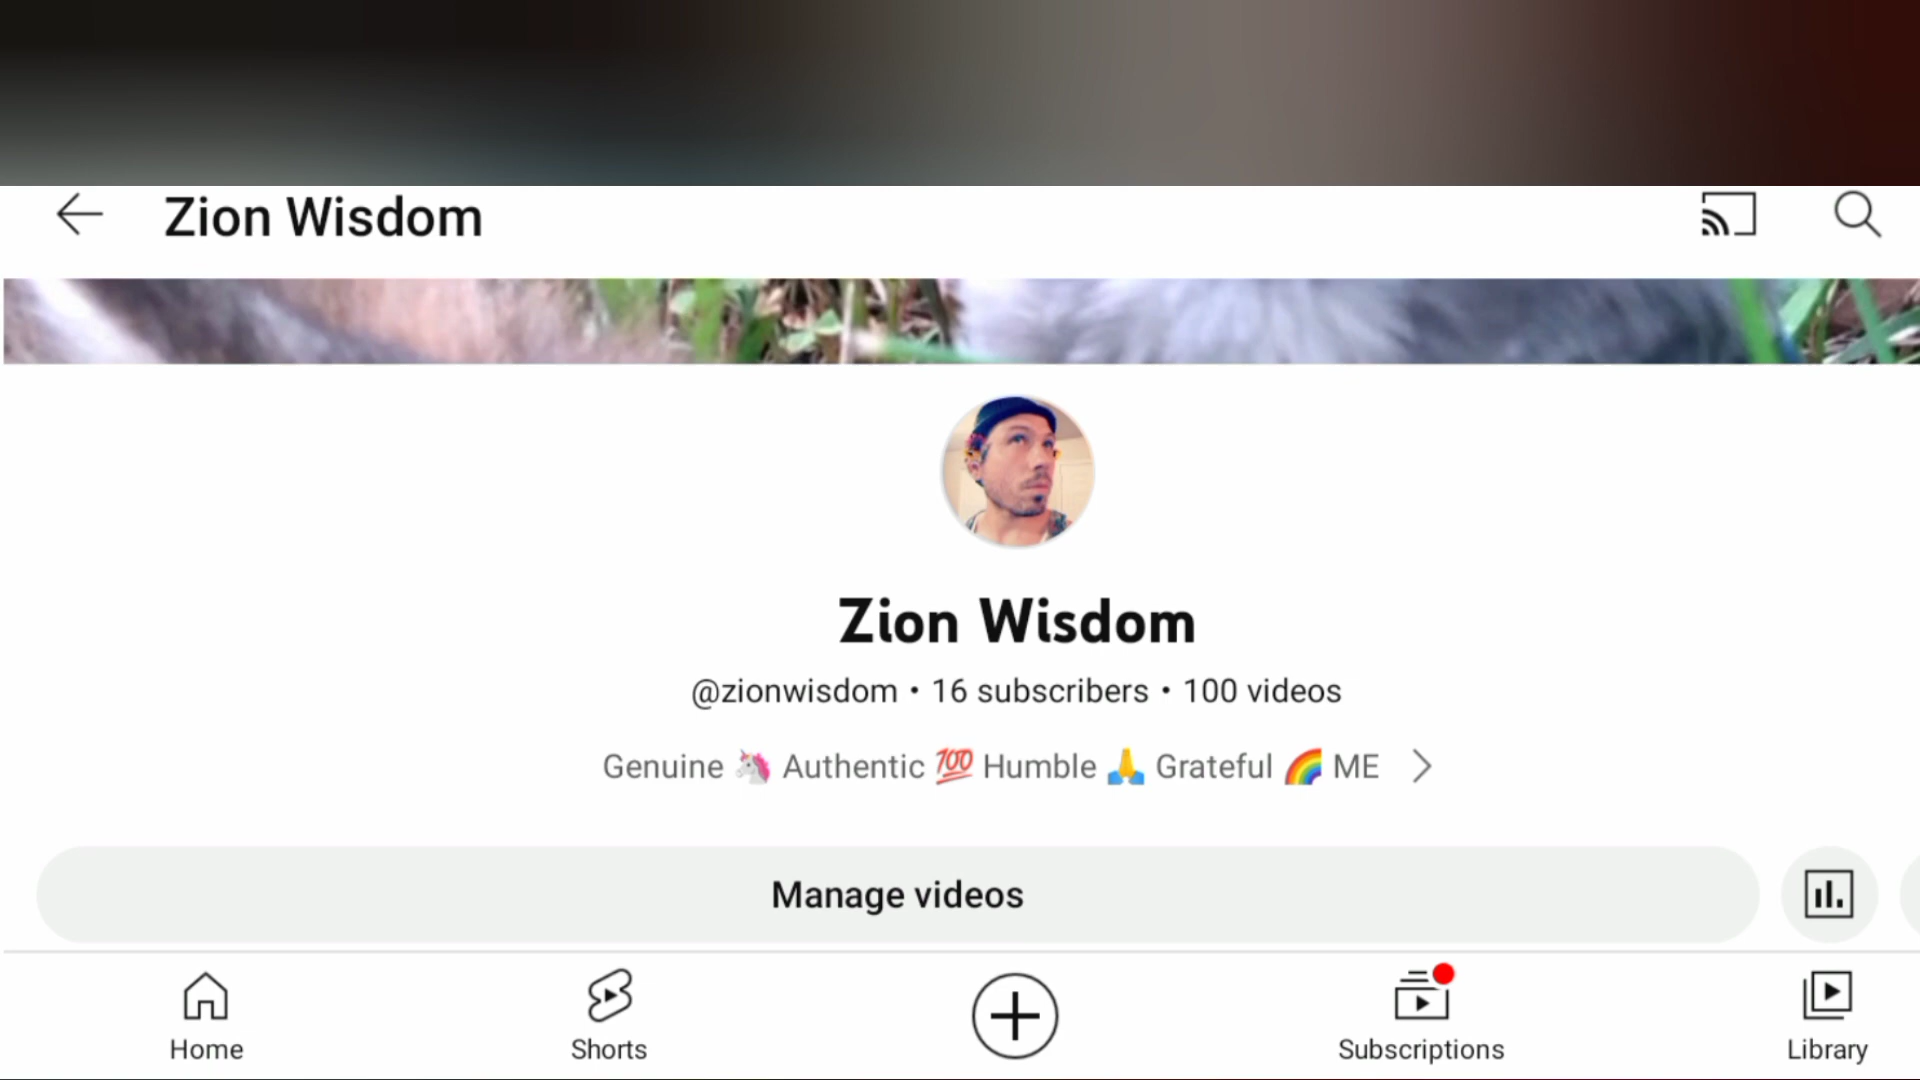 Zion Wisdom
Zion Wisdom
@zionwisdom • 16 subscribers • 100 videos
Genuine 🦄 Authentic 💯 Humble 🙏 Grateful 🌈 ME
Manage videos
Home
Shorts
Subscriptions
Library